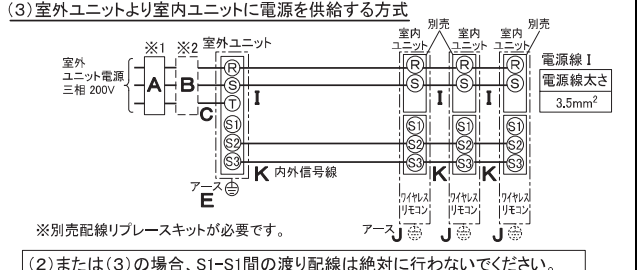 (3)室外ユニットより室内ユニットに電源を供給する方式
※1 ※2 室外ユニット
室内ユニット 別売 室内ユニット 室内ユニット 別売
室外
ユニット電源
三相 200V
A B C
R
S
T
S1
S2
S3
I
K 内外信号線
アース
E
R R R
S S S
I I
S1 S1 S1
S2 S2 S2
S3 S3 S3
K K
ワイヤレス
リモコン
ワイヤレス
リモコン
ワイヤレス
リモコン
アース J J J
電源線 I
電源線太さ
3.5mm²
※別売配線リプレースキットが必要です。
(2)または(3)の場合、S1-S1間の渡り配線は絶対に行わないでください。